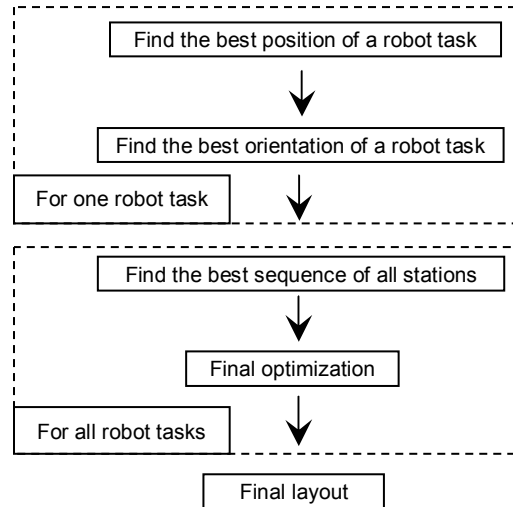 Find the best position of a robot task
Find the best orientation of a robot task
For one robot task
Find the best sequence of all stations
Final optimization
For all robot tasks
Final layout